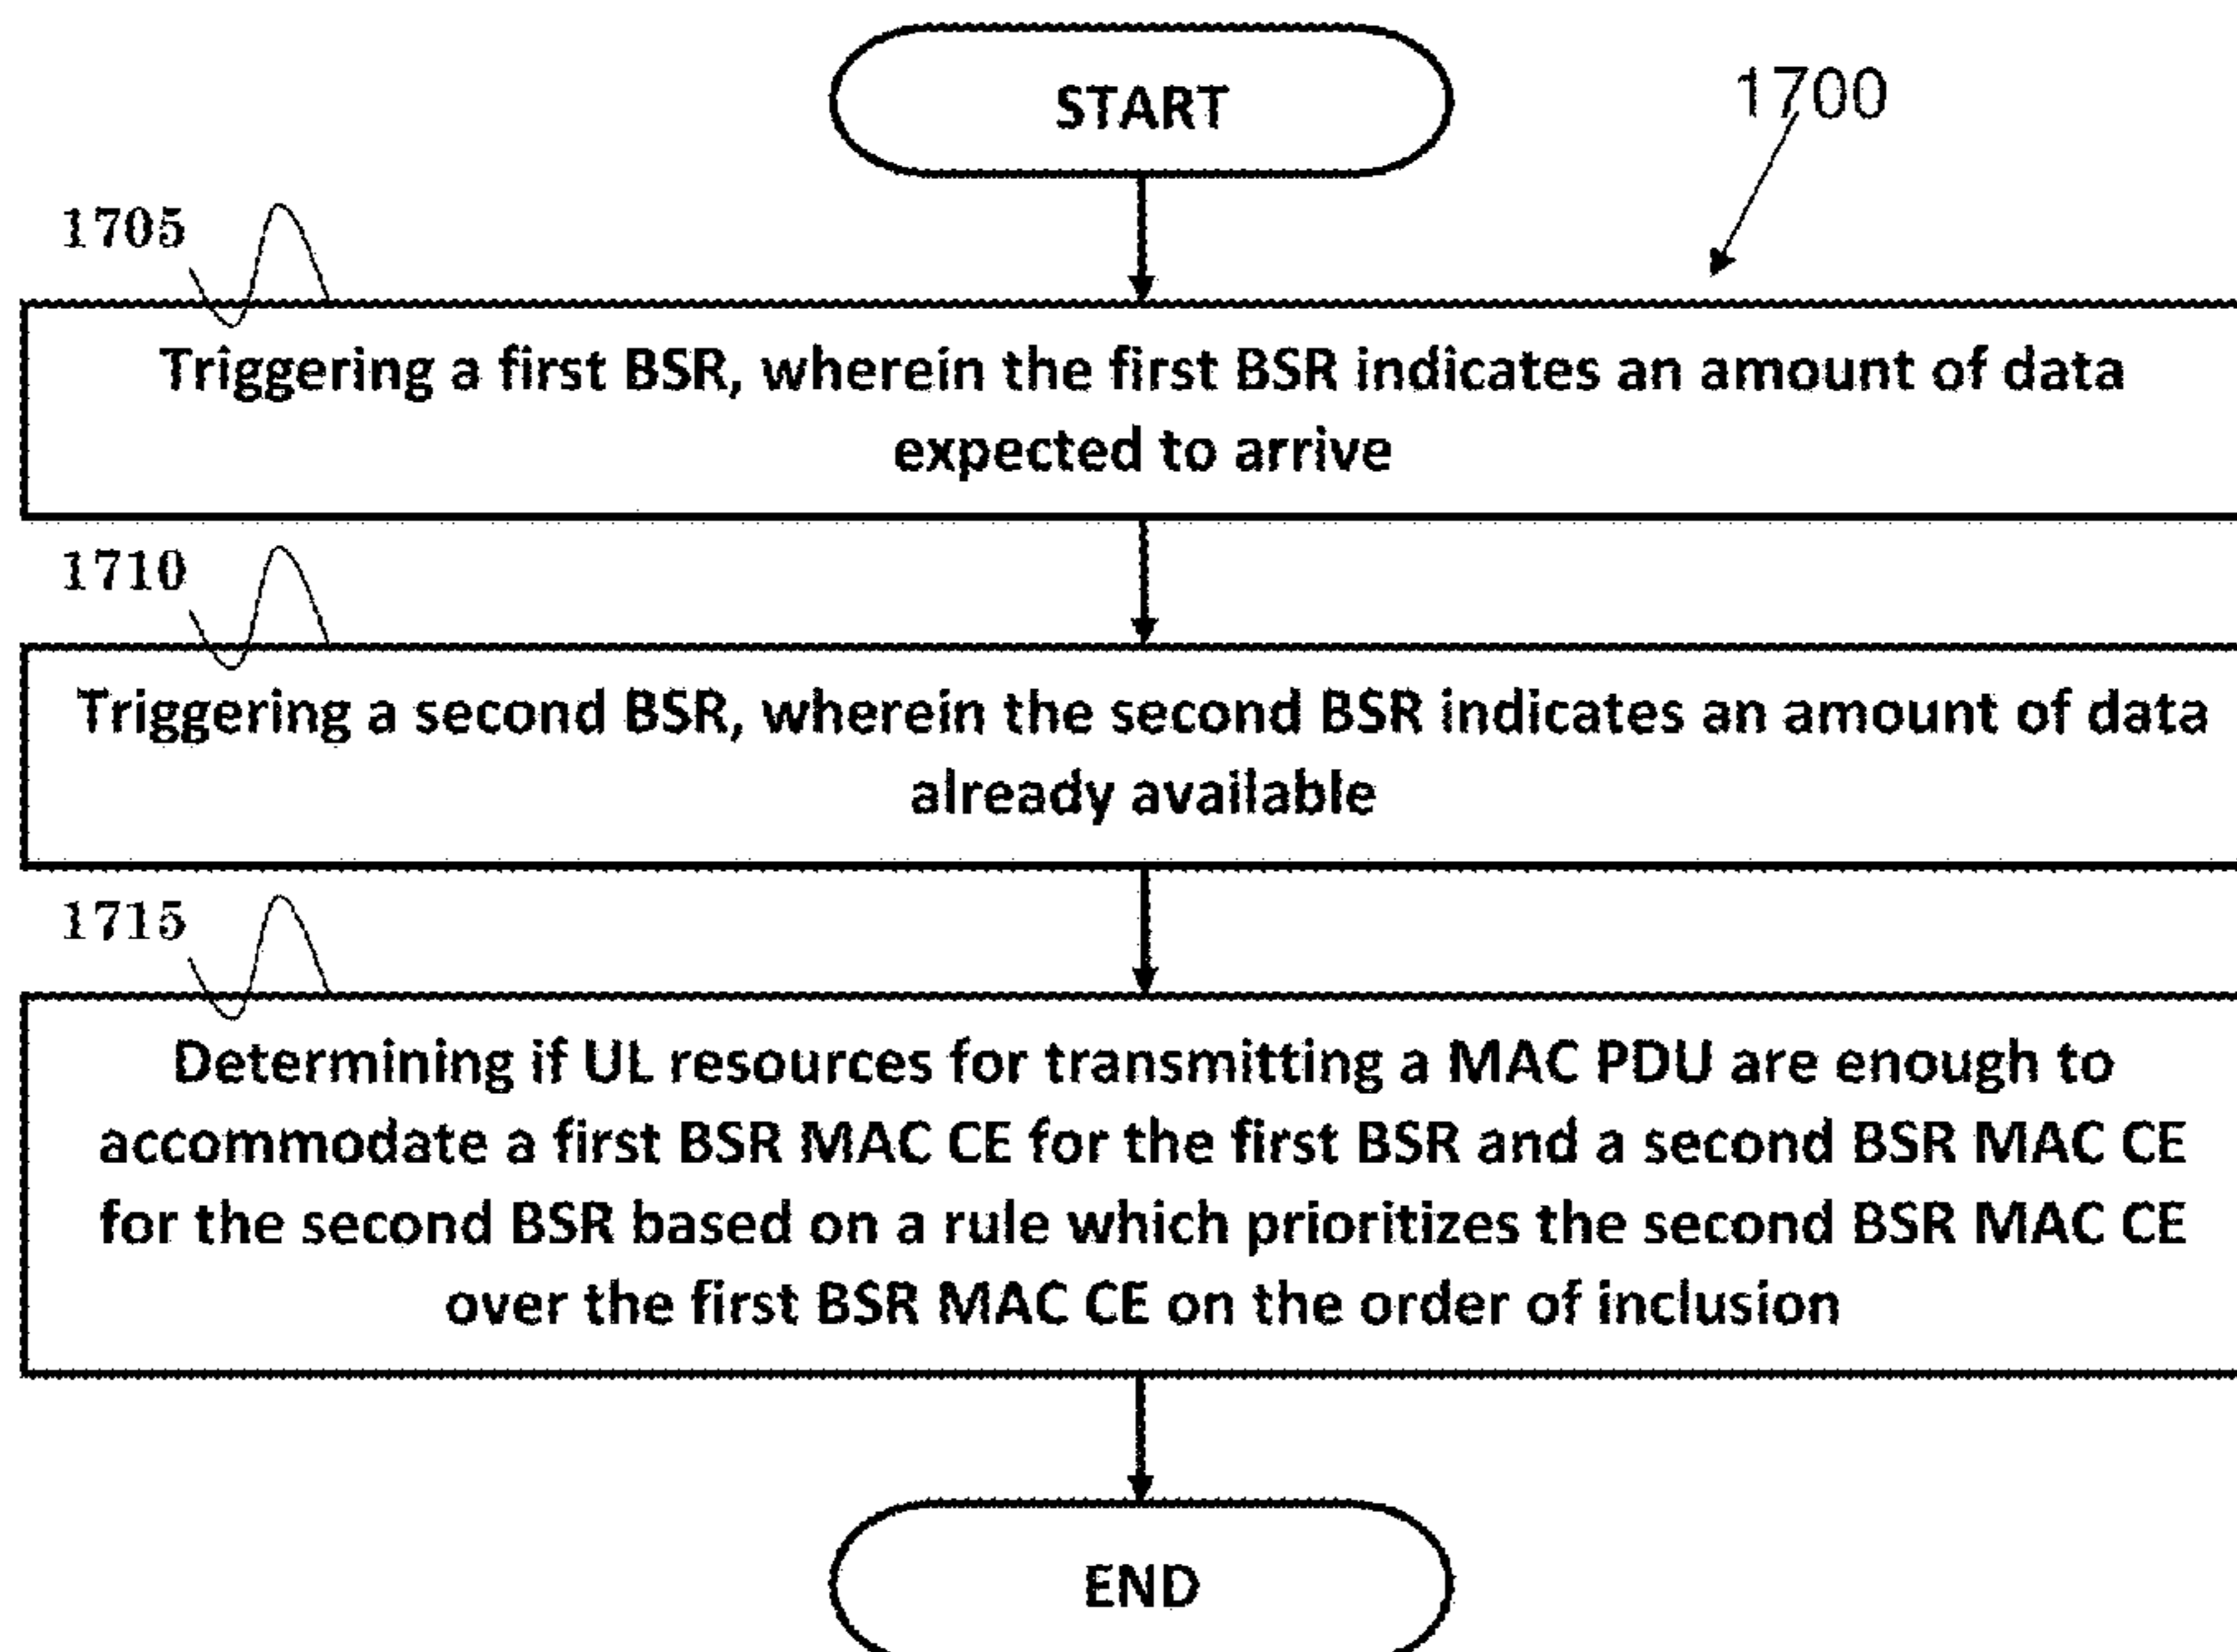 START
1700
1705
Triggering a first BSR, wherein the first BSR indicates an amount of data
expected to arrive
1710
Triggering a second BSR, wherein the second BSR indicates an amount of data
already available
1715
Determining if UL resources for transmitting a MAC PDU are enough to
accommodate a first BSR MAC CE for the first BSR and a second BSR MAC CE
for the second BSR based on a rule which prioritizes the second BSR MAC CE
over the first BSR MAC CE on the order of inclusion
END